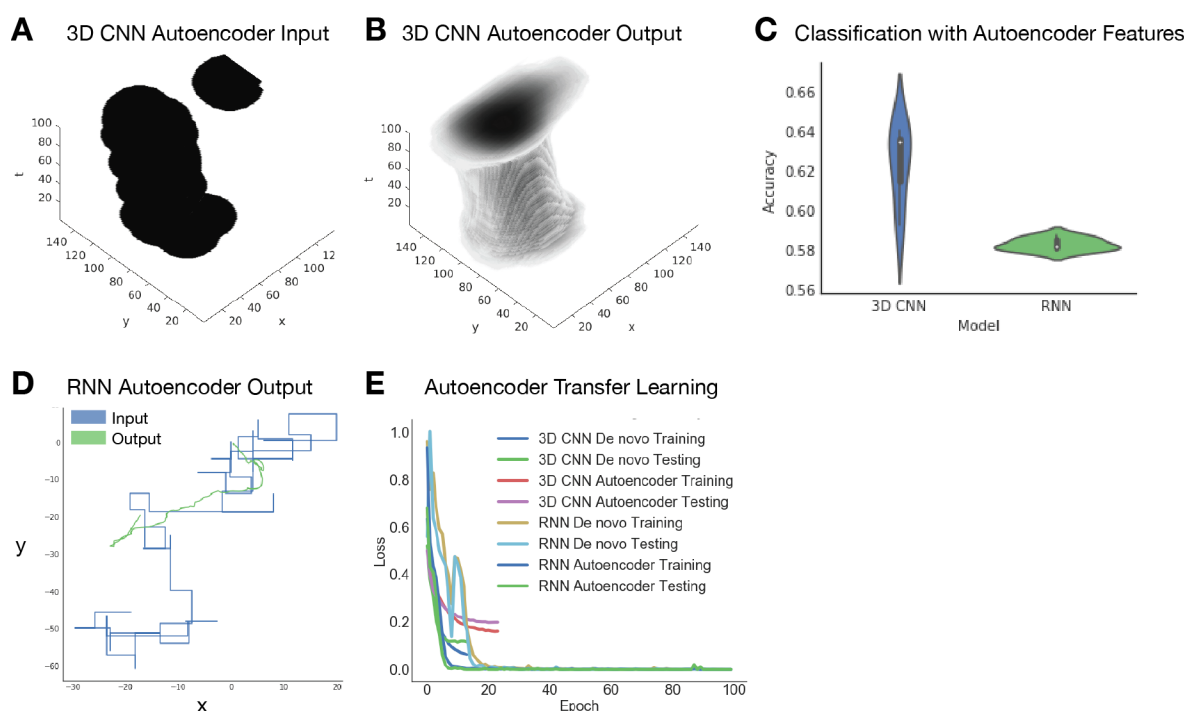 A 3D CNN Autoencoder Input
100
80
60
40
20
t
140
120
100
80
60
40
20
y
20
40
60
80
100
12
x
B 3D CNN Autoencoder Output
100
80
60
40
20
t
140
120
100
80
60
40
20
y
20
40
60
80
100
120
140
x
C Classification with Autoencoder Features
0.66
0.64
0.62
0.60
0.58
0.56
Accuracy
3D CNN RNN
Model
D RNN Autoencoder Output
Input
Output
0
−10
−20
−30
−40
−50
−60
y
−30 −20 −10 0 10 20
x
E Autoencoder Transfer Learning
1.0
0.8
0.6
0.4
0.2
0.0
Loss
3D CNN De novo Training
3D CNN De novo Testing
3D CNN Autoencoder Training
3D CNN Autoencoder Testing
RNN De novo Training
RNN De novo Testing
RNN Autoencoder Training
RNN Autoencoder Testing
0 20 40 60 80 100
Epoch